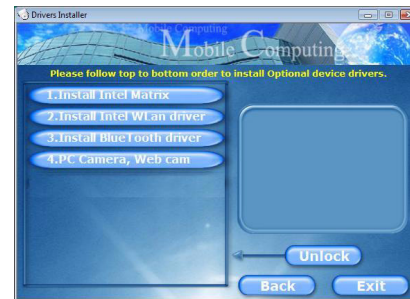 Drivers Installer
Mobile Computing
Mobile Computing
Please follow top to bottom order to install Optional device drivers.
1.Install Intel Matrix
2.Install Intel WLan driver
3.Install BlueTooth driver
4.PC Camera, Web cam
Unlock
Back
Exit